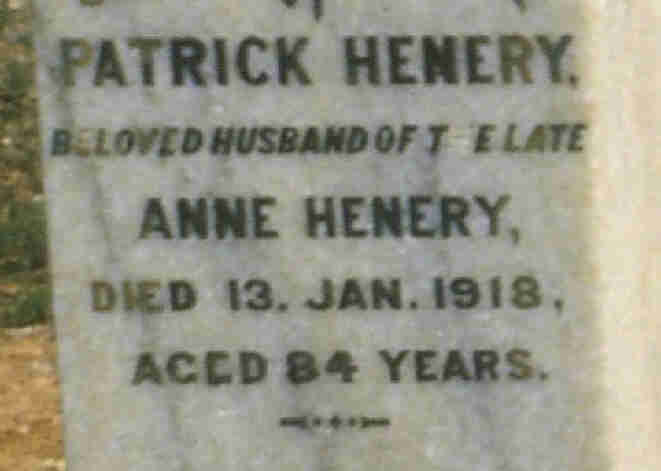 PATRICK HENERY,
BELOVED HUSBAND OF THE LATE
ANNE HENERY,
DIED 13. JAN. 1918,
AGED 84 YEARS.